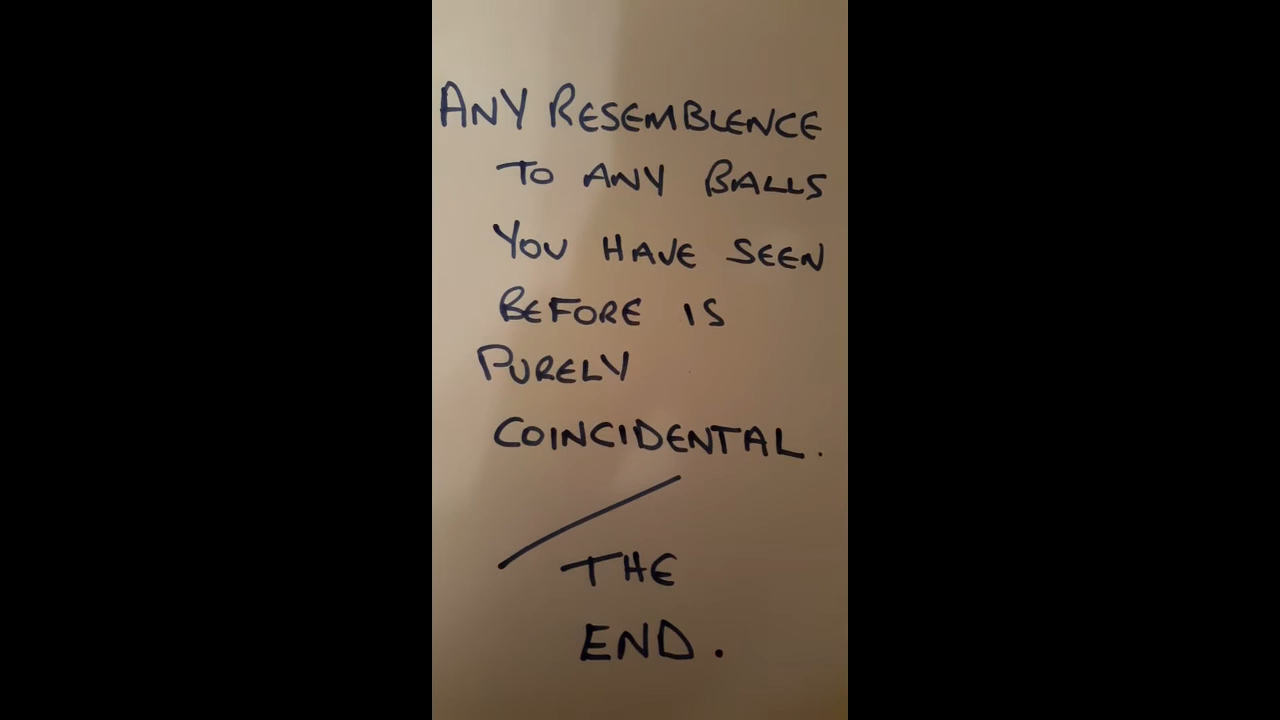 ANY RESEMBLENCE
TO ANY BALLS
YOU HAVE SEEN
BEFORE IS
PURELY
COINCIDENTAL.
THE
END.